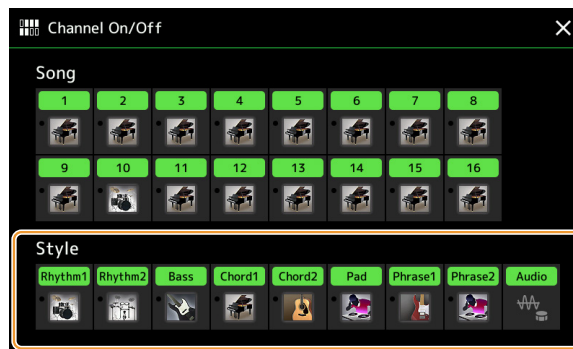 Channel On/Off
Song
1 2 3 4 5 6 7 8
9 10 11 12 13 14 15 16
Style
Rhythm1 Rhythm2 Bass Chord1 Chord2 Pad Phrase1 Phrase2 Audio